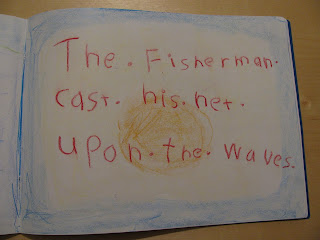 The. Fisherman.
cast. his. net.
upon. the. waves.